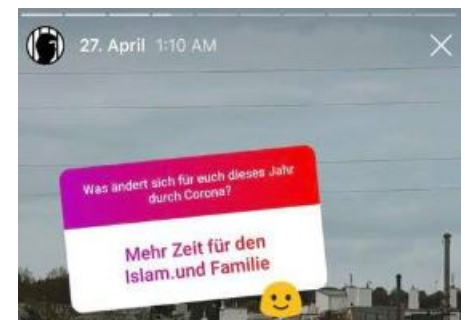 27. April 1:10 AM
Was ändert sich für euch dieses Jahr
durch Corona?
Mehr Zeit für den
Islam.und Familie